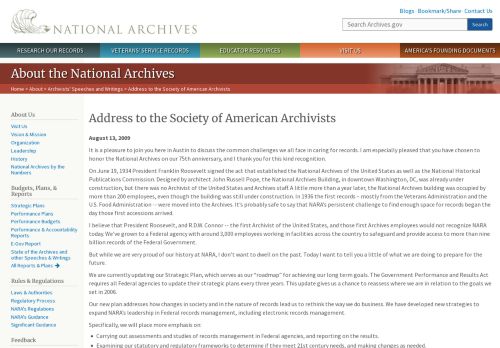 NATIONAL ARCHIVES
Blogs · Bookmark/Share · Contact Us
Search Archives.gov
Search
RESEARCH OUR RECORDS
VETERANS' SERVICE RECORDS
EDUCATOR RESOURCES
VISIT US
AMERICA'S FOUNDING DOCUMENTS
About the National Archives
Home > About > Archivists' Speeches and Writings > Address to the Society of American Archivists
About Us
Visit Us
Vision & Mission
Organization
Leadership
History
National Archives by the
Numbers
Budgets, Plans, &
Reports
Strategic Plans
Performance Plans
Performance Budgets
Performance & Accountability
Reports
E-Gov Report
State of the Archives and
other Speeches & Writings
All Reports & Plans
Rules & Regulations
Laws & Authorities
Regulatory Process
NARA's Regulations
NARA's Guidance
Significant Guidance
Feedback
Address to the Society of American Archivists
August 13, 2009
It is a pleasure to join you here in Austin to discuss the common challenges we all face in caring for records. I am especially pleased that you have chosen to
honor the National Archives on our 75th anniversary, and I thank you for this kind recognition.
On June 19, 1934 President Franklin Roosevelt signed the act that established the National Archives of the United States as well as the National Historical
Publications Commission. Designed by architect John Russell Pope, the National Archives Building, in downtown Washington, DC, was already under
construction, but there was no Archivist of the United States and Archives staff. A little more than a year later, the National Archives building was occupied by
more than 200 employees, even though the building was still under construction. In 1936 the first records – mostly from the Veterans Administration and the
U.S. Food Administration – were moved into the Archives. It's probably safe to say that NARA's persistent challenge to find enough space for records began the
day those first accessions arrived.
I believe that President Roosevelt, and R.D.W. Connor -- the first Archivist of the United States, and those first Archives employees would not recognize NARA
today. We've grown to a Federal agency with around 3,000 employees working in facilities across the country to safeguard and provide access to more than nine
billion records of the Federal Government.
But while we are very proud of our history at NARA, I don't want to dwell on the past. Today I want to tell you a little of what we are doing to prepare for the
future.
We are currently updating our Strategic Plan, which serves as our "roadmap" for achieving our long term goals. The Government Performance and Results Act
requires all Federal agencies to update their strategic plans every three years. This update gives us a chance to reassess where we are in relation to the goals we
set in 2006.
Our new plan addresses how changes in society and in the nature of records lead us to rethink the way we do business. We have developed new strategies to
expand NARA's leadership in Federal records management, including electronic records management.
Specifically, we will place more emphasis on
• Carrying out assessments and studies of records management in Federal agencies, and reporting on the results.
• Examining our statutory and regulatory frameworks to determine if they meet 21st century needs, and making changes as needed.